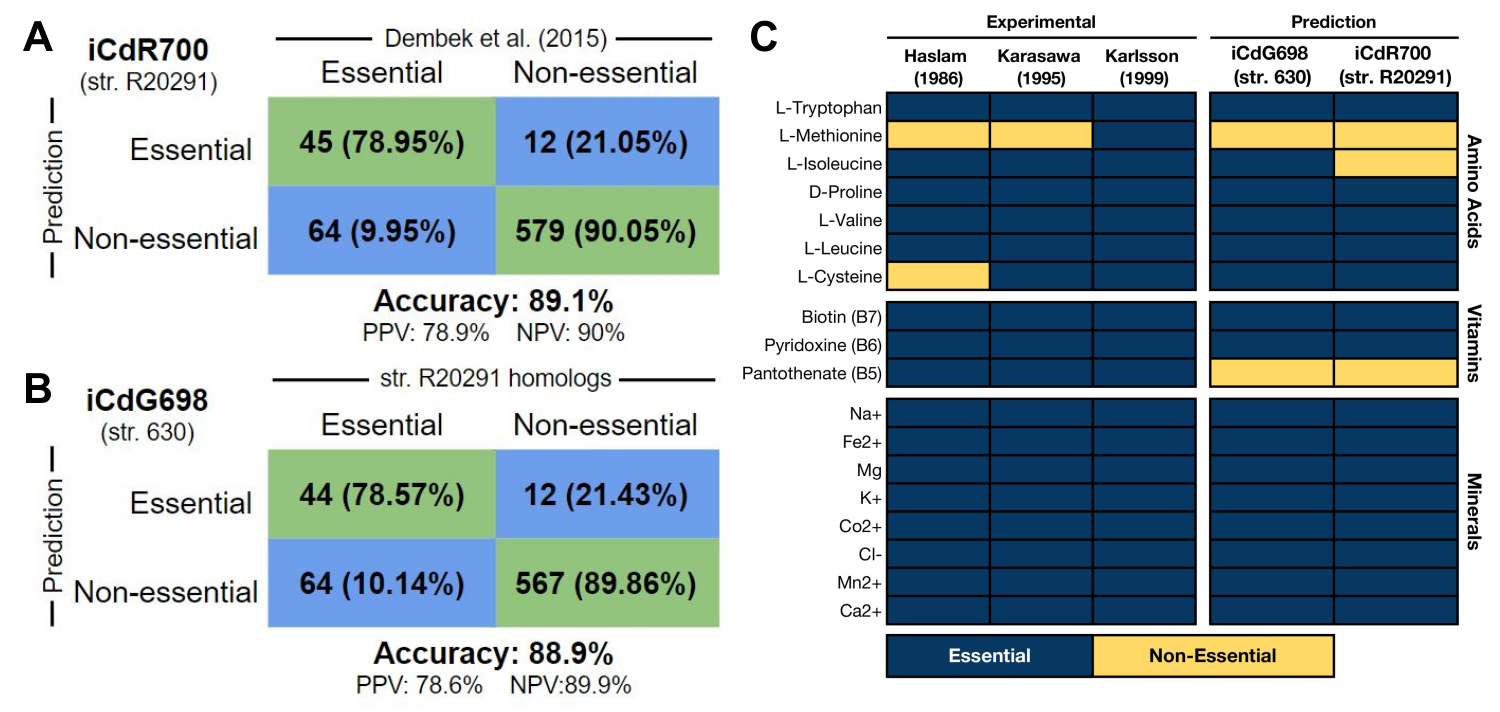 A
iCdR700
(str. R20291)
Dembek et al. (2015)
Essential
Non-essential
Prediction
Essential
45 (78.95%)
12 (21.05%)
Non-essential
64 (9.95%)
579 (90.05%)
Accuracy: 89.1%
PPV: 78.9% NPV: 90%
B
iCdG698
(str. 630)
str. R20291 homologs
Essential
Non-essential
Prediction
Essential
44 (78.57%)
12 (21.43%)
Non-essential
64 (10.14%)
567 (89.86%)
Accuracy: 88.9%
PPV: 78.6% NPV:89.9%
C
Experimental
Prediction
Haslam
(1986)
Karasawa
(1995)
Karlsson
(1999)
iCdG698
(str. 630)
iCdR700
(str. R20291)
L-Tryptophan
L-Methionine
L-Isoleucine
D-Proline
L-Valine
L-Leucine
L-Cysteine
Amino Acids
Biotin (B7)
Pyridoxine (B6)
Pantothenate (B5)
Vitamins
Na+
Fe2+
Mg
K+
Co2+
Cl-
Mn2+
Ca2+
Minerals
Essential
Non-Essential